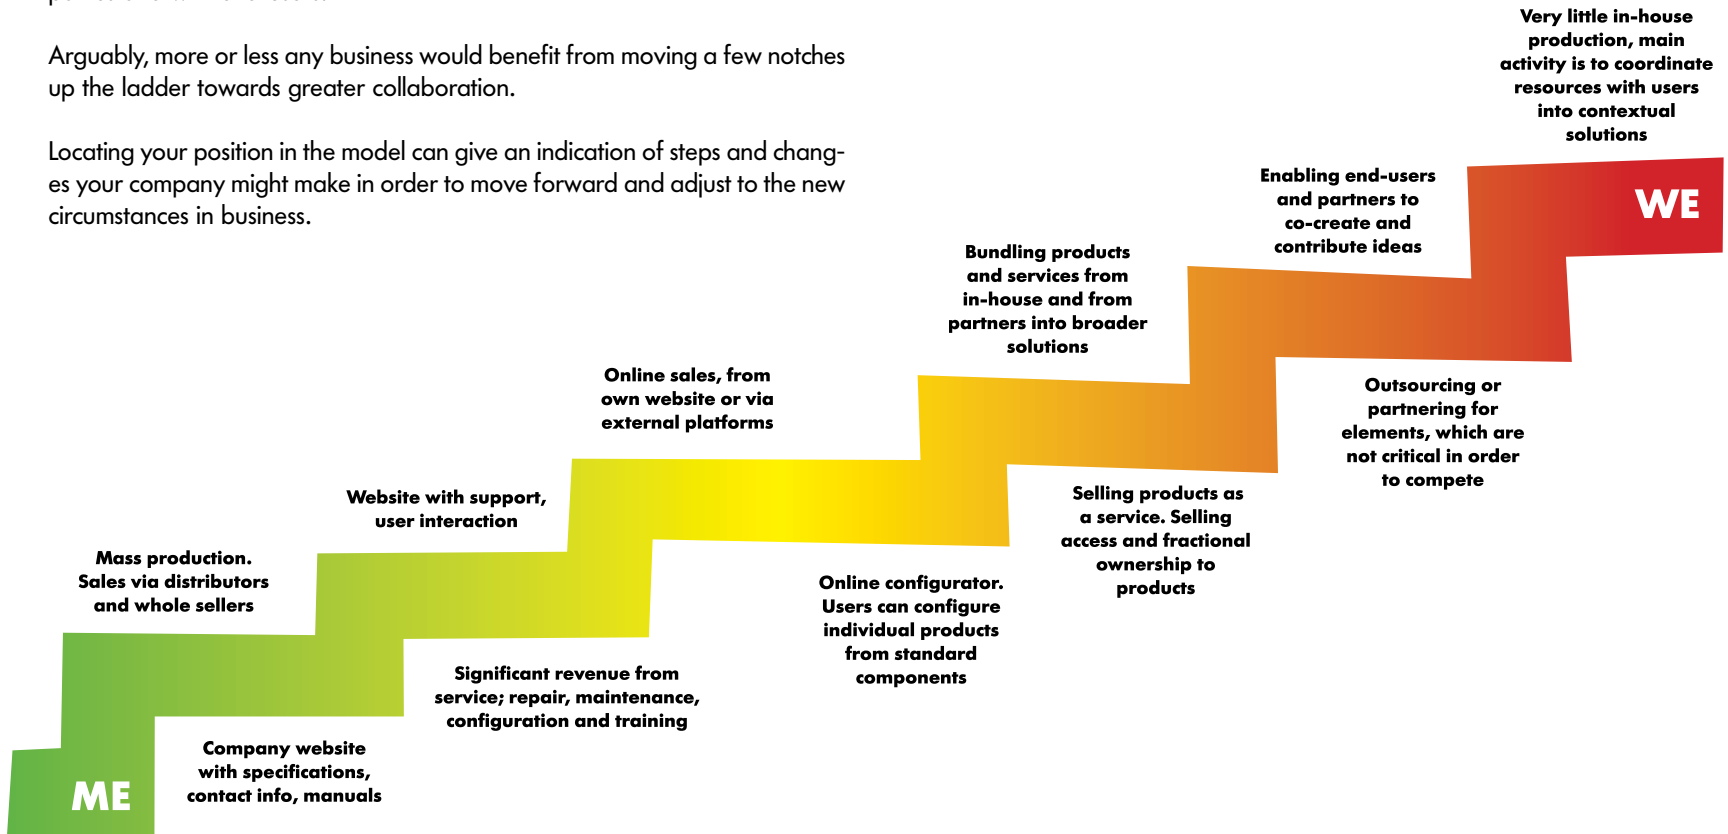 Arguably, more or less any business would benefit from moving a few notches
up the ladder towards greater collaboration.
Locating your position in the model can give an indication of steps and chang-
es your company might make in order to move forward and adjust to the new
circumstances in business.
Very little in-house
production, main
activity is to coordinate
resources with users
into contextual
solutions
WE
Enabling end-users
and partners to
co-create and
contribute ideas
Bundling products
and services from
in-house and from
partners into broader
solutions
Outsourcing or
partnering for
elements, which are
not critical in order
to compete
Online sales, from
own website or via
external platforms
Selling products as
a service. Selling
access and fractional
ownership to
products
Website with support,
user interaction
Online configurator.
Users can configure
individual products
from standard
components
Mass production.
Sales via distributors
and whole sellers
Significant revenue from
service; repair, maintenance,
configuration and training
Company website
with specifications,
contact info, manuals
ME